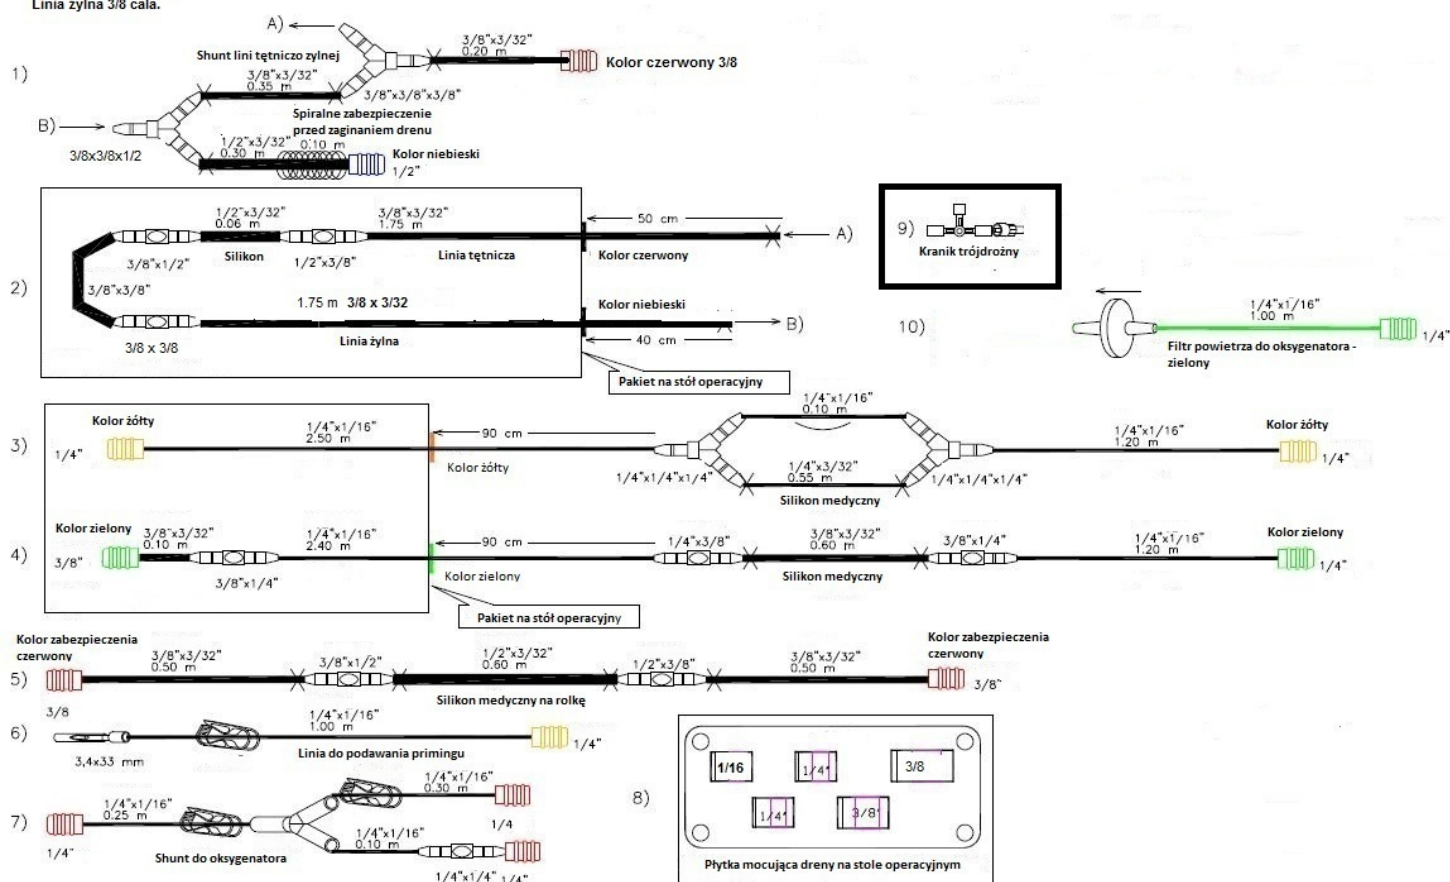 Linia żylna 3/8 cala.
A)
Shunt lini tętniczo zylnej
3/8"x3/32"
0.20 m
Kolor czerwony 3/8
1)
3/8"x3/32"
0.35 m
3/8"x3/8"x3/8"
Spiralne zabezpieczenie
przed zaginaniem drenu
B)
3/8x3/8x1/2
1/2"x3/32"
0.30 m
0.10 m
Kolor niebieski
1/2"
2)
1/2"x3/32"
0.06 m
3/8"x3/32"
1.75 m
50 cm
A)
3/8"x1/2"
Silikon
1/2"x3/8"
Linia tętnicza
Kolor czerwony
3/8"x3/8"
1.75 m 3/8 x 3/32
Kolor niebieski
B)
3/8 x 3/8
Linia żylna
40 cm
Pakiet na stół operacyjny
9)
Kranik trójdrożny
10)
1/4"x1/16"
1.00 m
1/4"
Filtr powietrza do oksygenatora -
zielony
3)
Kolor żółty
1/4"
1/4"x1/16"
2.50 m
90 cm
Kolor żółty
1/4"x1/16"
0.10 m
1/4"x1/4"x1/4"
1/4"x3/32"
0.55 m
Silikon medyczny
1/4"x1/4"x1/4"
1/4"x1/16"
1.20 m
Kolor żółty
1/4"
4)
Kolor zielony
3/8"
3/8"x3/32"
0.10 m
3/8"x1/4"
1/4"x1/16"
2.40 m
90 cm
Kolor zielony
1/4"x3/8"
3/8"x3/32"
0.60 m
Silikon medyczny
3/8"x1/4"
1/4"x1/16"
1.20 m
Kolor zielony
1/4"
Pakiet na stół operacyjny
5)
Kolor zabezpieczenia
czerwony
3/8"x3/32"
0.50 m
3/8"x1/2"
1/2"x3/32"
0.60 m
Silikon medyczny na rolkę
1/2"x3/8"
3/8"x3/32"
0.50 m
Kolor zabezpieczenia
czerwony
3/8"
3/8
6)
3,4x33 mm
1/4"x1/16"
1.00 m
Linia do podawania primingu
1/4"
7)
1/4"
1/4"x1/16"
0.25 m
Shunt do oksygenatora
1/4"x1/16"
0.30 m
1/4
1/4"x1/16"
0.10 m
1/4"x1/4"
1/4"
8)
1/16
1/4"
3/8
1/4"
3/8"
Płytka mocująca dreny na stole operacyjnym